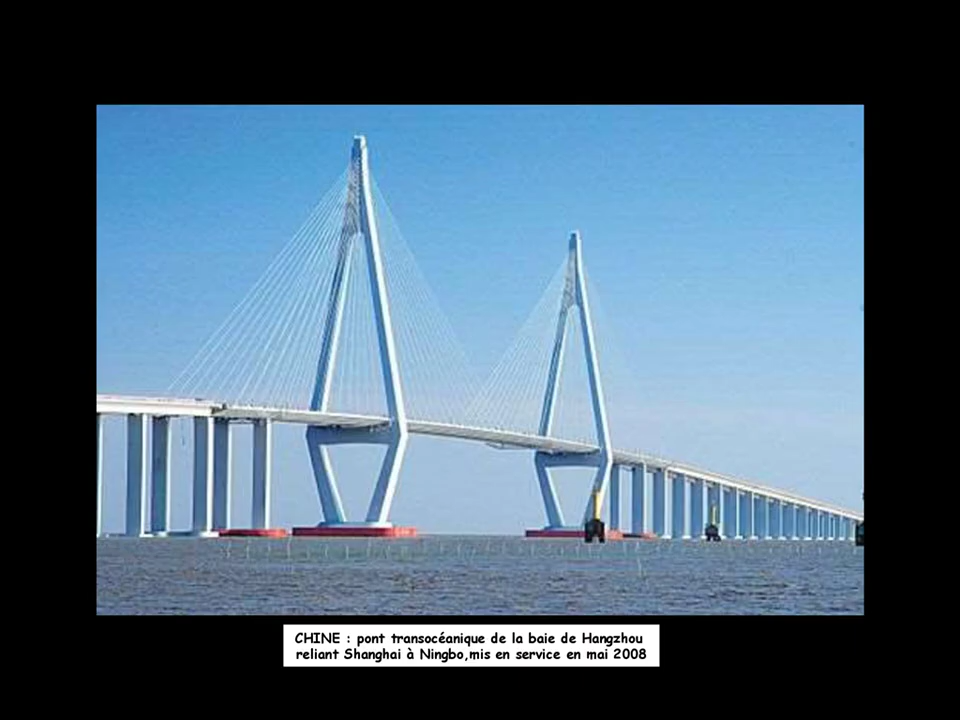 CHINE : pont transocéanique de la baie de Hangzhou
reliant Shanghai à Ningbo,mis en service en mai 2008